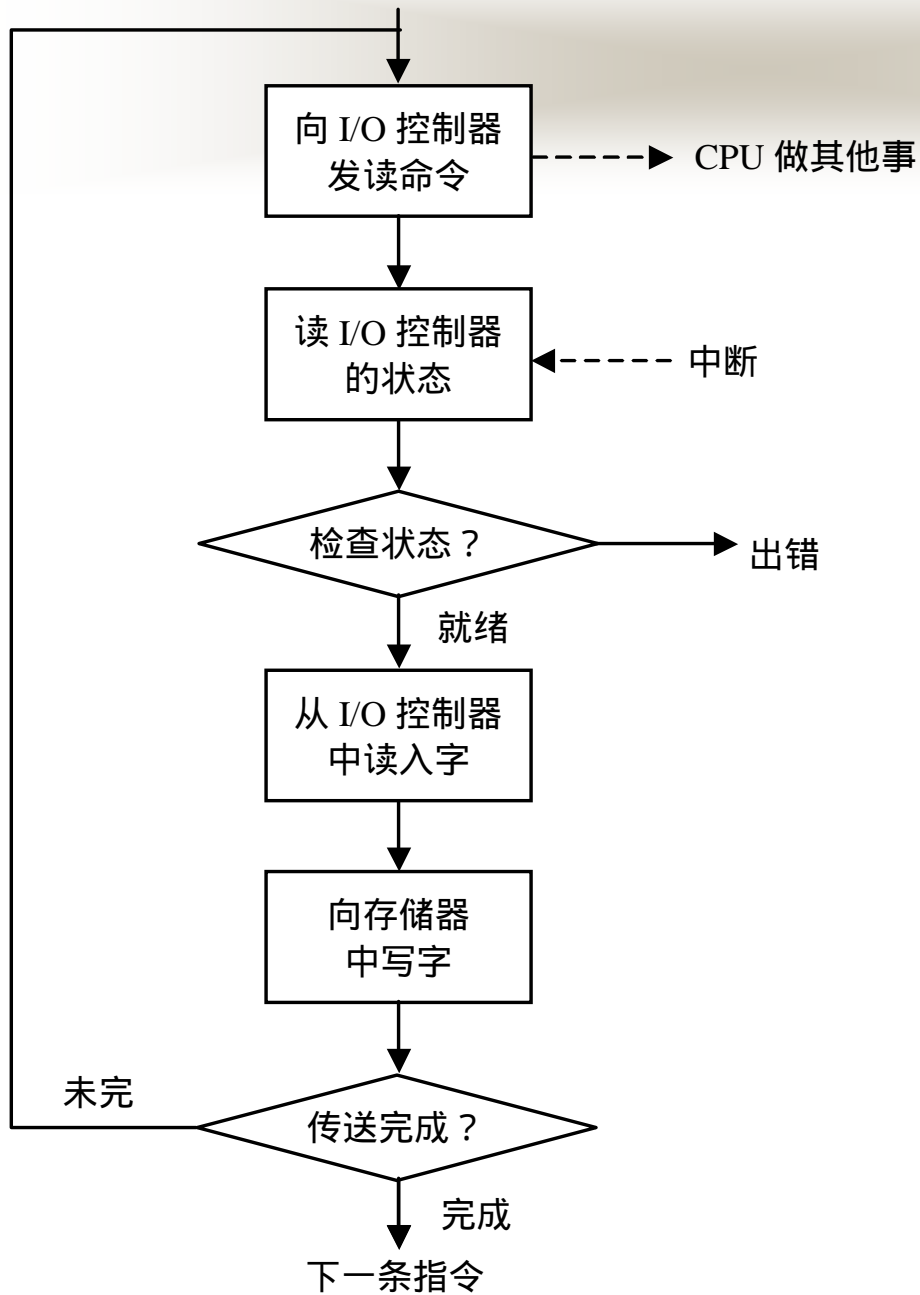 向 I/O 控制器
发读命令
CPU 做其他事
读 I/O 控制器
的状态
中断
检查状态？
出错
就绪
从 I/O 控制器
中读入字
向存储器
中写字
未完
传送完成？
完成
下一条指令